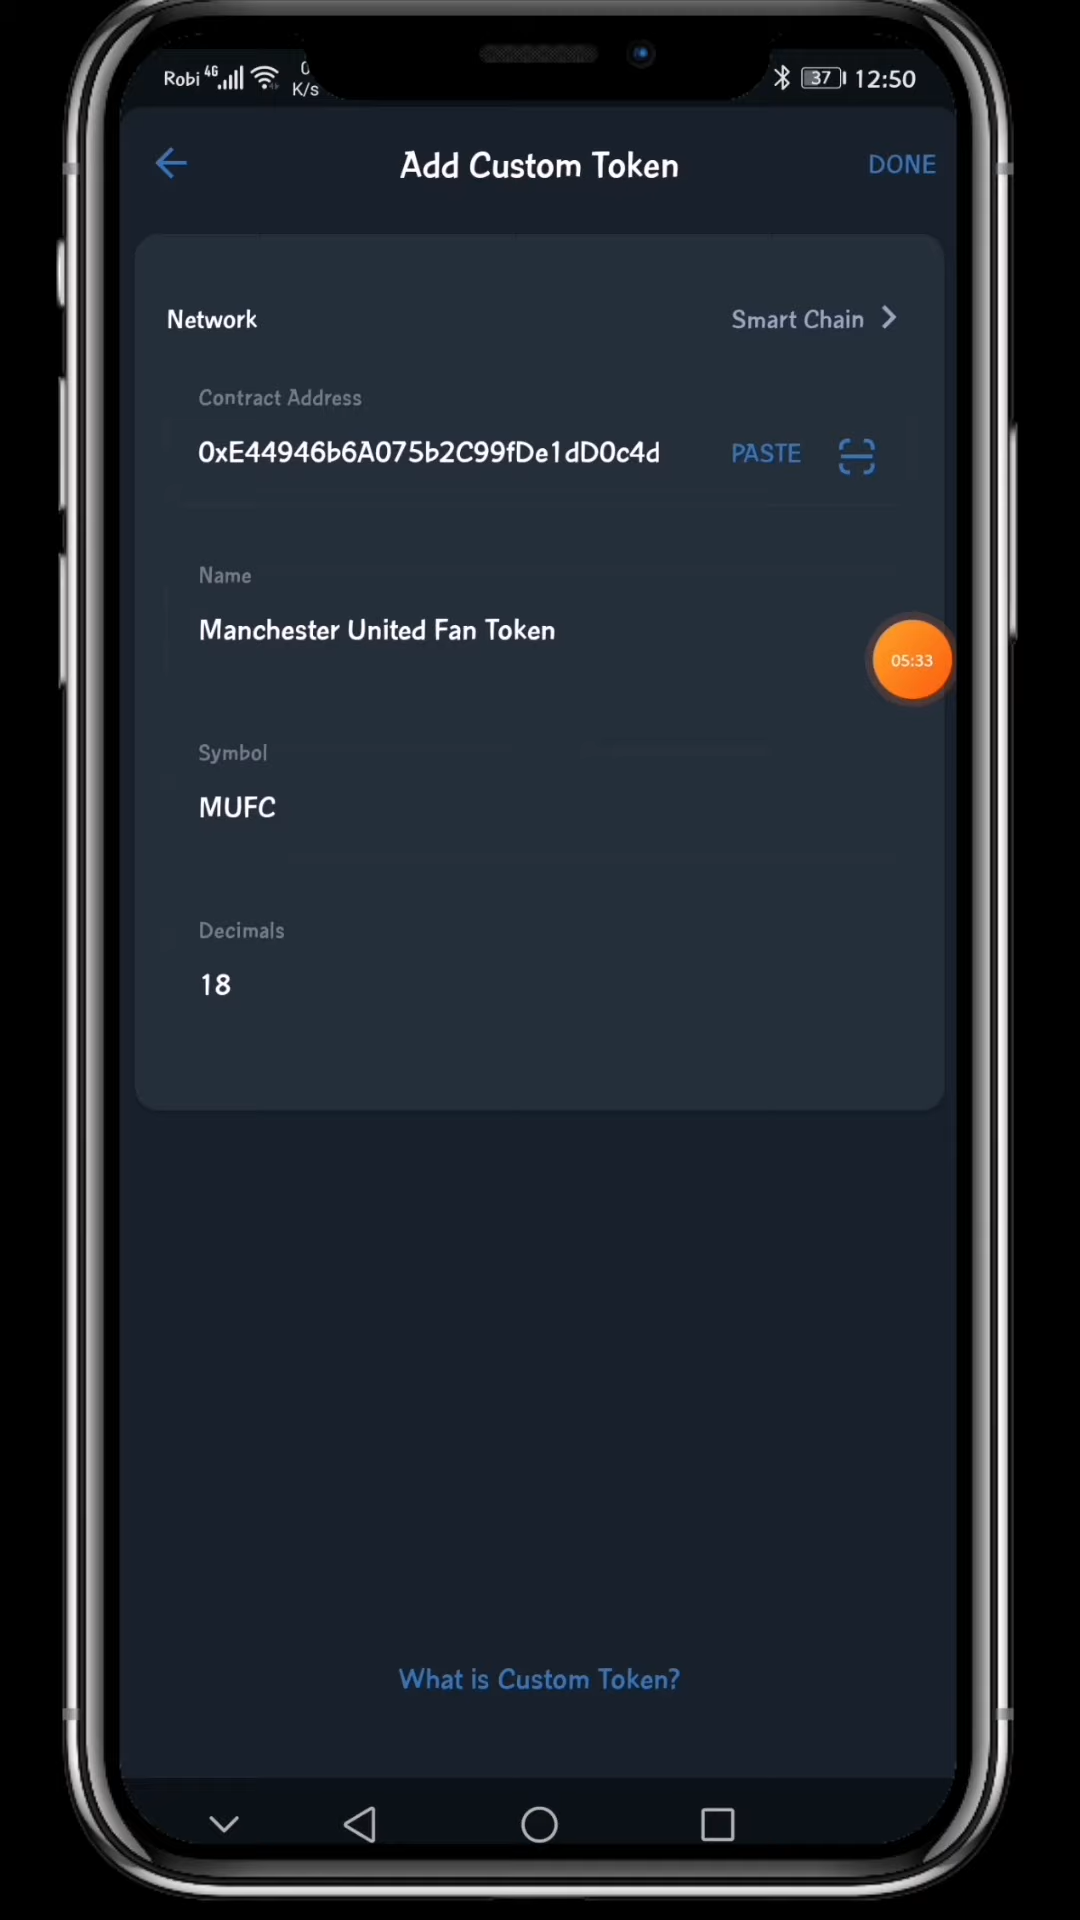 Robi 4G 0 K/s 37 12:50
Add Custom Token DONE
Network Smart Chain
Contract Address
0xE44946b6A075b2C99fDe1dD0c4d PASTE
Name
Manchester United Fan Token
05:33
Symbol
MUFC
Decimals
18
What is Custom Token?